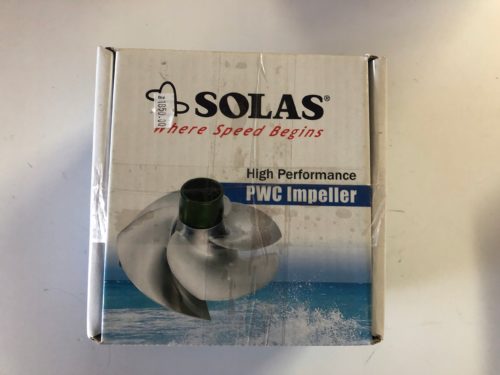 SOLAS®
Where Speed Begins
High Performance
PWC Impeller